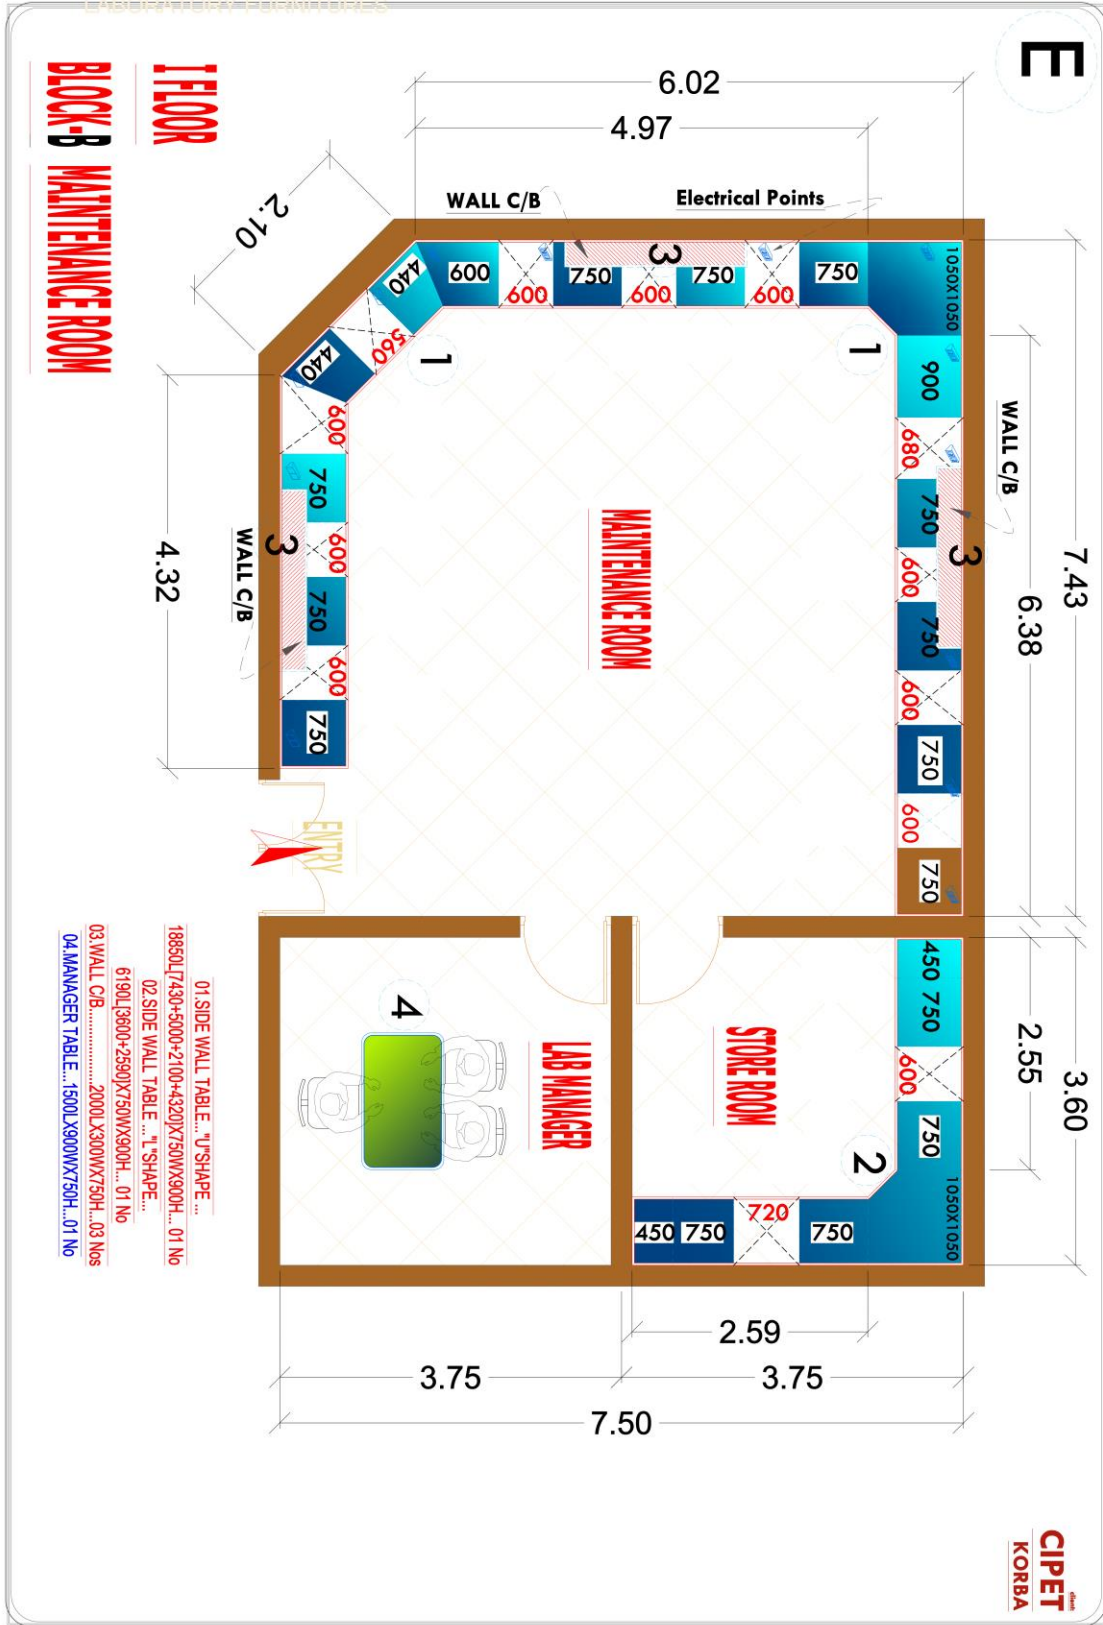 LABORATORY FURNITURES
E
I FLOOR
BLOCK-B MAINTENANCE ROOM
6.02
4.97
2.10
WALL C/B
Electrical Points
440
600
600
750
600
3
750
600
750
1050X1050
560
440
1
1
900
600
680
WALL C/B
750
750
3
WALL C/B
3
600
600
750
750
600
600
750
750
600
750
4.32
7.43
6.38
MAINTENANCE ROOM
ENTRY
450 750
600
750
2
1050X1050
450 750
720
750
STORE ROOM
LAB MANAGER
4
2.55
3.60
2.59
3.75
3.75
7.50
01.SIDE WALL TABLE... "U"SHAPE ...
18850L[7430+5000+2100+4320]X750WX900H... 01 No
02.SIDE WALL TABLE ... "L"SHAPE...
6190L[3600+2590]X750WX900H... 01 No
03.WALL C/B...............2000LX300WX750H...03 Nos
04.MANAGER TABLE...1500LX900WX750H...01 No
client:
CIPET
KORBA